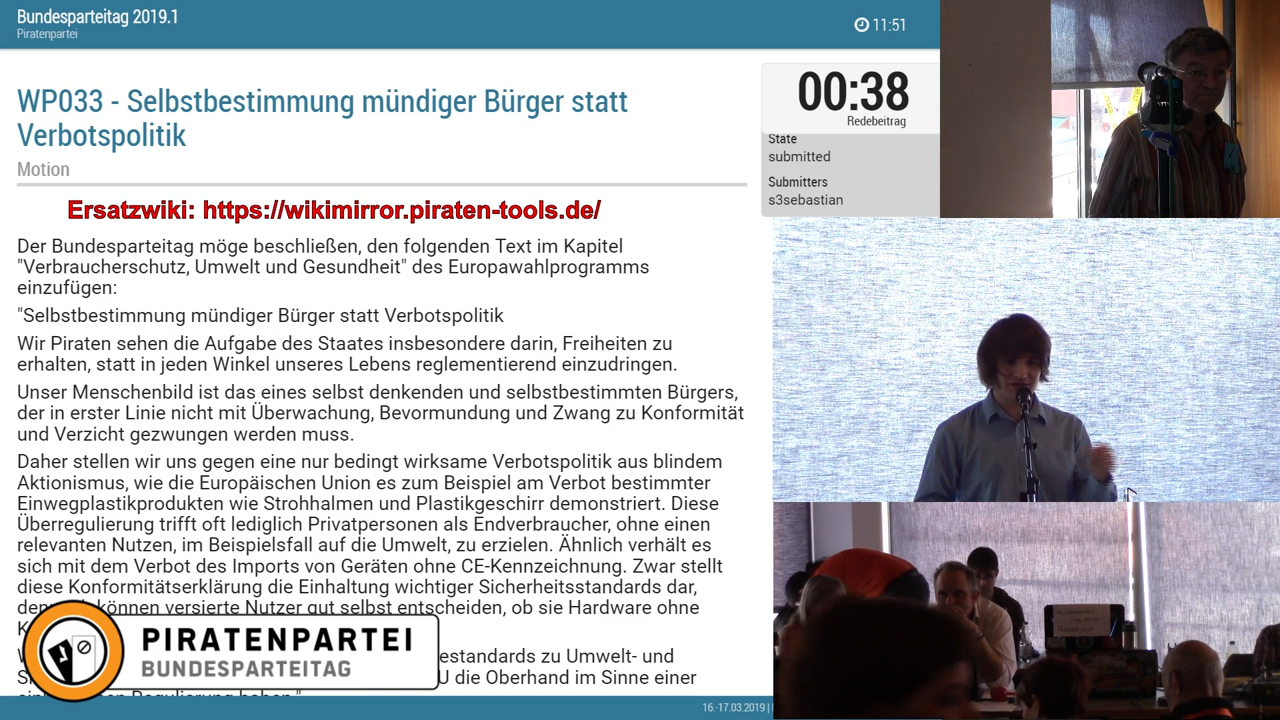 Bundesparteitag 2019.1
Piratenpartei
11:51
WP033 - Selbstbestimmung mündiger Bürger statt
Verbotspolitik
Motion
00:38
Redebeitrag
State
submitted
Submitters
s3sebastian
Ersatzwiki: https://wikimirror.piraten-tools.de/
Der Bundesparteitag möge beschließen, den folgenden Text im Kapitel
"Verbraucherschutz, Umwelt und Gesundheit" des Europawahlprogramms
einzufügen:
"Selbstbestimmung mündiger Bürger statt Verbotspolitik
Wir Piraten sehen die Aufgabe des Staates insbesondere darin, Freiheiten zu
erhalten, statt in jeden Winkel unseres Lebens reglementierend einzudringen.
Unser Menschenbild ist das eines selbst denkenden und selbstbestimmten Bürgers,
der in erster Linie nicht mit Überwachung, Bevormundung und Zwang zu Konformität
und Verzicht gezwungen werden muss.
Daher stellen wir uns gegen eine nur bedingt wirksame Verbotspolitik aus blindem
Aktionismus, wie die Europäischen Union es zum Beispiel am Verbot bestimmter
Einwegplastikprodukten wie Strohhalmen und Plastikgeschirr demonstriert. Diese
Überregulierung trifft oft lediglich Privatpersonen als Endverbraucher, ohne einen
relevanten Nutzen, im Beispielsfall auf die Umwelt, zu erzielen. Ähnlich verhält es
sich mit dem Verbot des Imports von Geräten ohne CE-Kennzeichnung. Zwar stellt
diese Konformitätserklärung die Einhaltung wichtiger Sicherheitsstandards dar,
können versierte Nutzer gut selbst entscheiden, ob sie Hardware ohne
estandards zu Umwelt- und
U die Oberhand im Sinne einer
PIRATENPARTEI
BUNDESPARTEITAG
16.-17.03.2019 |